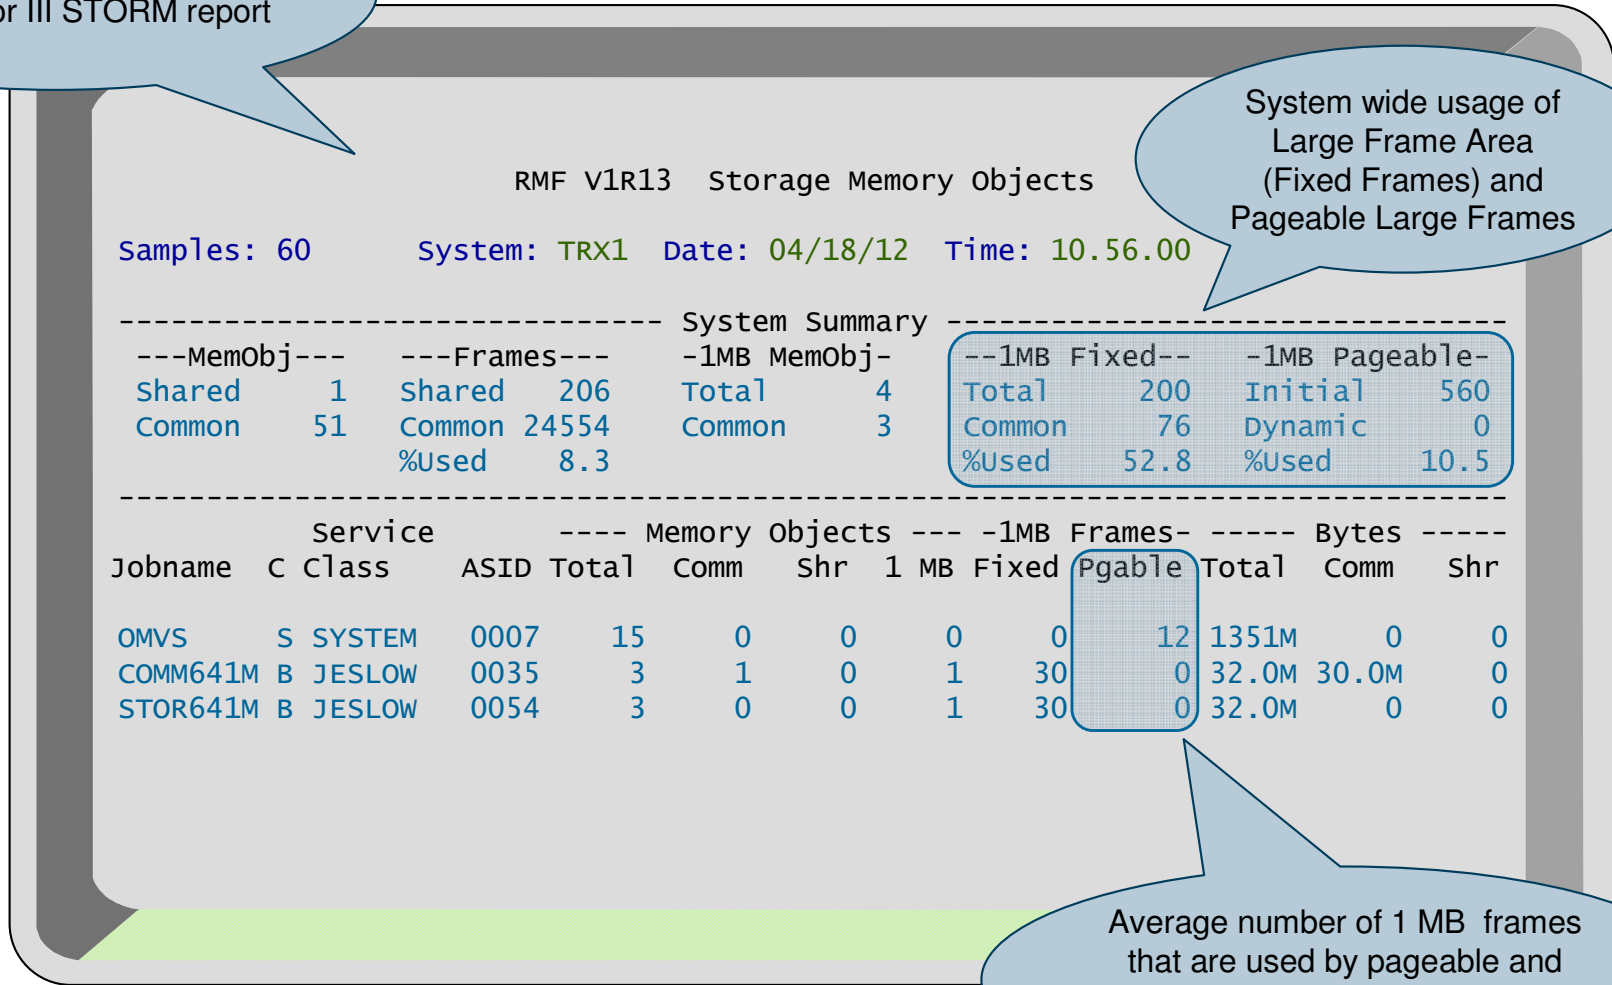 or III STORM report
System wide usage of
Large Frame Area
(Fixed Frames) and
Pageable Large Frames
RMF V1R13  Storage Memory Objects
Samples: 60      System: TRX1  Date: 04/18/12  Time: 10.56.00
------------------------------- System Summary --------------------------------
---MemObj---   ---Frames---    -1MB MemObj-    --1MB Fixed--   -1MB Pageable-
Shared     1   Shared   206    Total      4    Total     200   Initial    560
Common    51   Common 24554    Common     3    Common     76   Dynamic      0
%Used    8.3    %Used    52.8   %Used     10.5
-------------------------------------------------------------------------------
Service       ---- Memory Objects --- -1MB Frames- ----- Bytes -----
Jobname  C Class    ASID Total  Comm   Shr  1 MB Fixed Pgable Total  Comm   Shr
OMVS     S SYSTEM   0007    15     0     0     0     0     12 1351M     0     0
COMM641M B JESLOW   0035     3     1     0     1    30      0 32.0M 30.0M     0
STOR641M B JESLOW   0054     3     0     0     1    30      0 32.0M     0     0
Average number of 1 MB  frames
that are used by pageable and